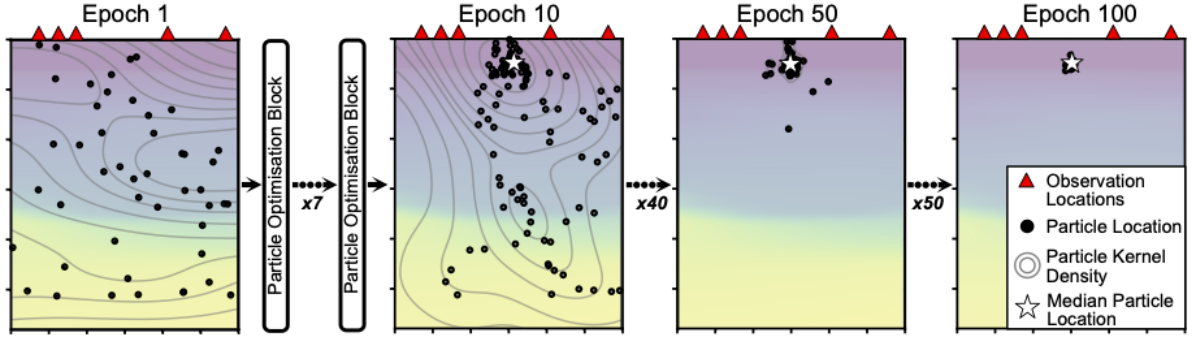 Epoch 1
Epoch 10
Epoch 50
Epoch 100
Particle Optimisation Block
x7
Particle Optimisation Block
x40
x50
Observation
Locations
Particle Location
Particle Kernel
Density
Median Particle
Location